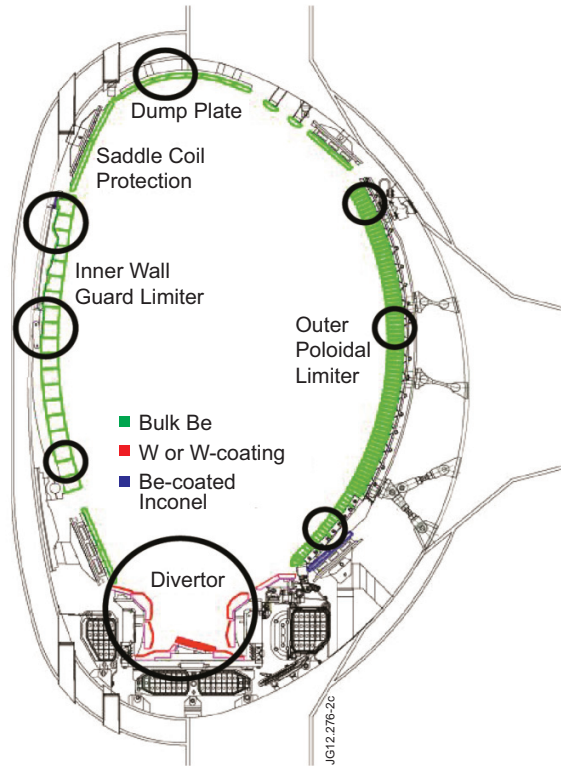 Dump Plate
Saddle Coil
Protection
Inner Wall
Guard Limiter
Outer
Poloidal
Limiter
Bulk Be
W or W-coating
Be-coated
Inconel
Divertor
JG12.276-2c